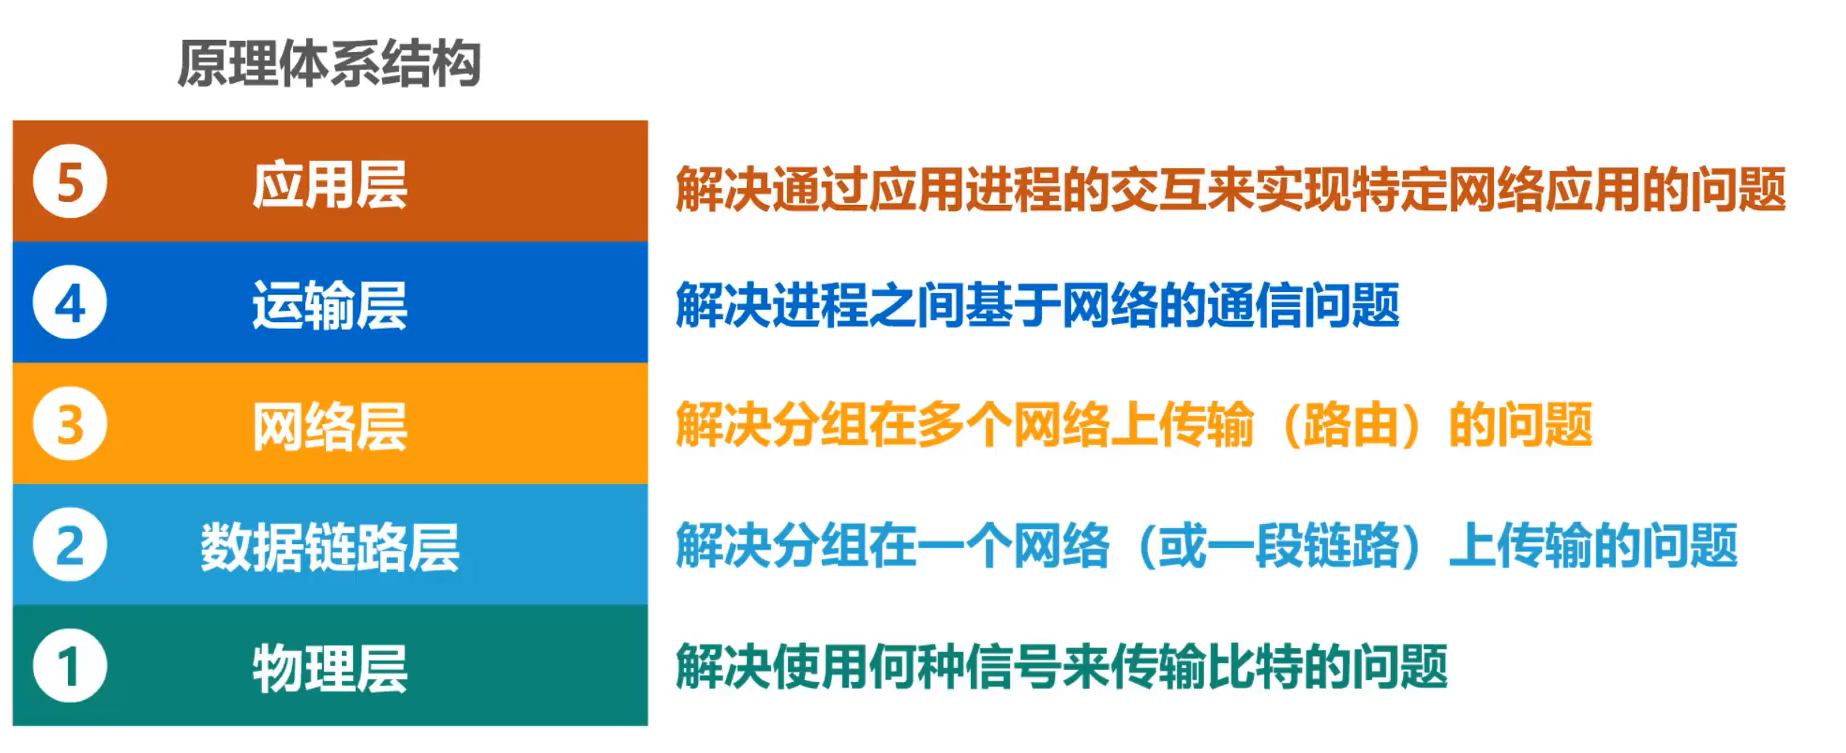 原理体系结构
5 应用层 解决通过应用进程的交互来实现特定网络应用的问题
4 运输层 解决进程之间基于网络的通信问题
3 网络层 解决分组在多个网络上传输（路由）的问题
2 数据链路层 解决分组在一个网络（或一段链路）上传输的问题
1 物理层 解决使用何种信号来传输比特的问题